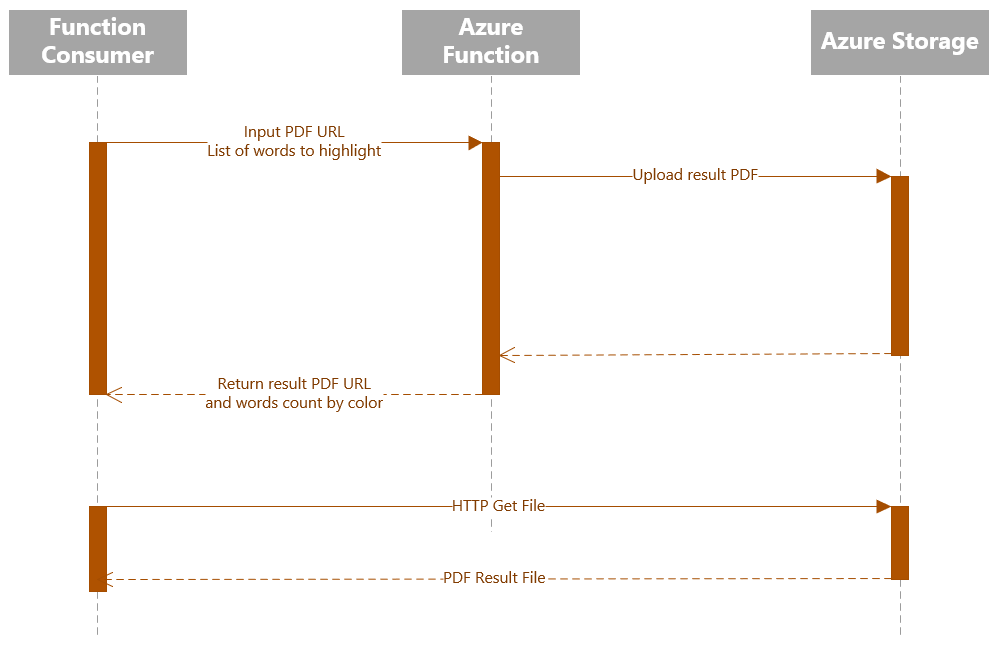 Function
Consumer
Azure
Function
Azure Storage
Input PDF URL
List of words to highlight
Upload result PDF
Return result PDF URL
and words count by color
HTTP Get File
PDF Result File